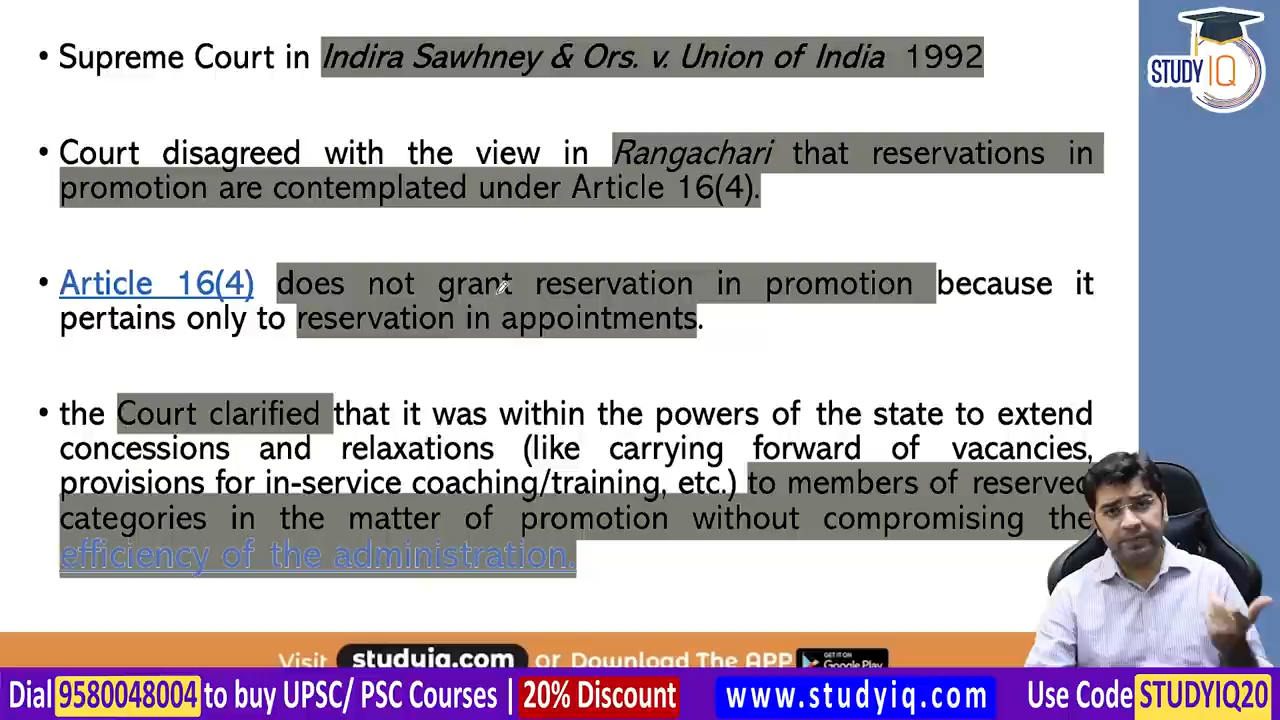 • Supreme Court in Indira Sawhney & Ors. v. Union of India 1992
STUDY IQ
• Court disagreed with the view in Rangachari that reservations in
promotion are contemplated under Article 16(4).
• Article 16(4) does not grant reservation in promotion because it
pertains only to reservation in appointments.
• the Court clarified that it was within the powers of the state to extend
concessions and relaxations (like carrying forward of vacancies,
provisions for in-service coaching/training, etc.) to members of reserved
categories in the matter of promotion without compromising the
efficiency of the administration.
Visit studyiq.com or Download The APP
GET IT ON
Google Play
Dial 9580048004 to buy UPSC/ PSC Courses | 20% Discount www.studyiq.com Use Code STUDYIQ20